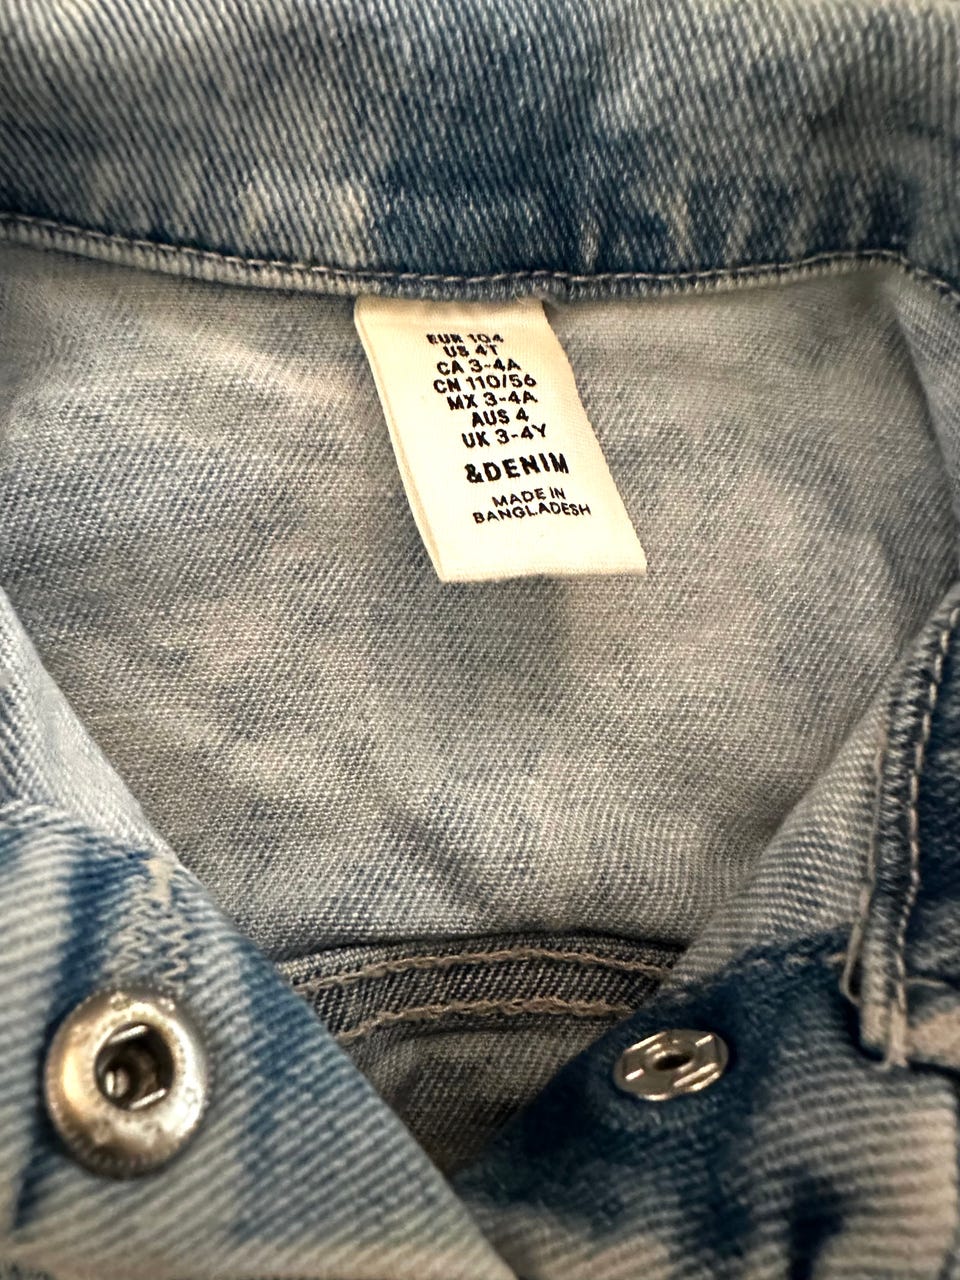 EUR 104
US 4T
CA 3-4A
CN 110/56
MX 3-4A
AUS 4
UK 3-4Y
&DENIM
MADE IN
BANGLADESH